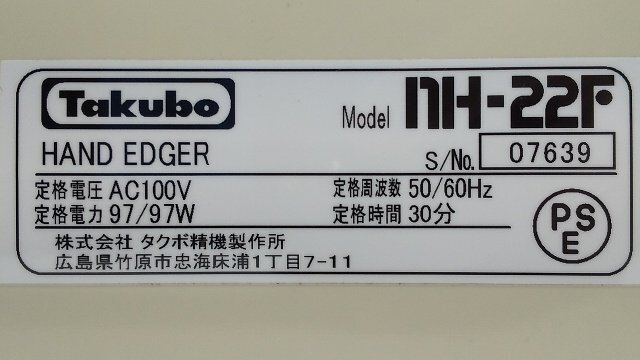 Takubo
Model NH-22F
HAND EDGER
S/No. 07639
定格電圧 AC100V 定格周波数 50/60Hz
定格電力 97/97W 定格時間 30分
PSE
株式会社 タクボ精機製作所
広島県竹原市忠海床浦1丁目7-11